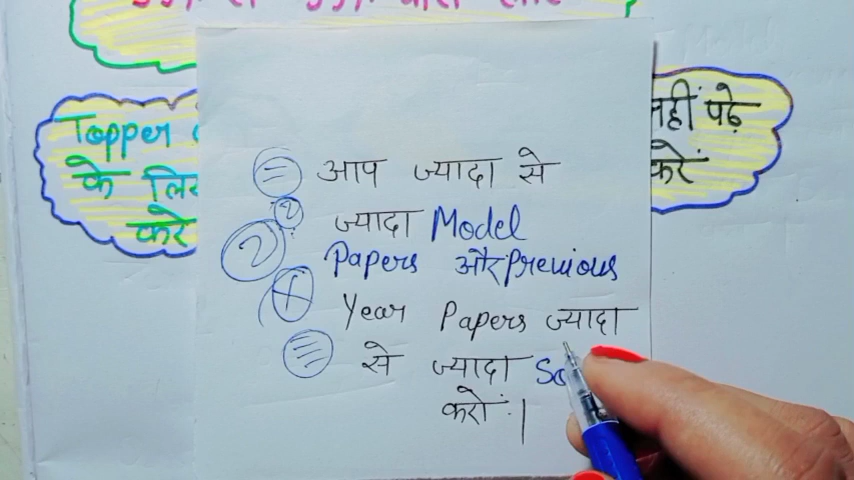 Topper
के
करे
नहीं पढ़े
करें
आप ज्यादा से
ज्यादा Model
Papers और Previous
Year Papers ज्यादा
से ज्यादा
करो।